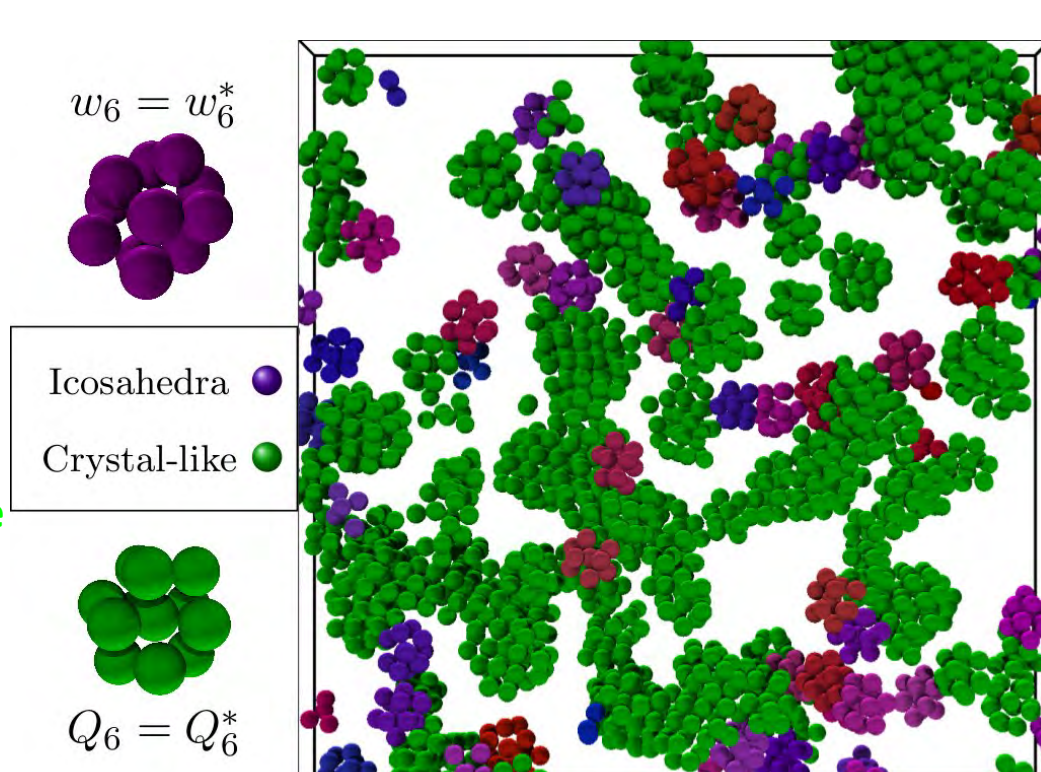 w₆ = w₆*
Icosahedra
Crystal-like
e
Q₆ = Q₆*